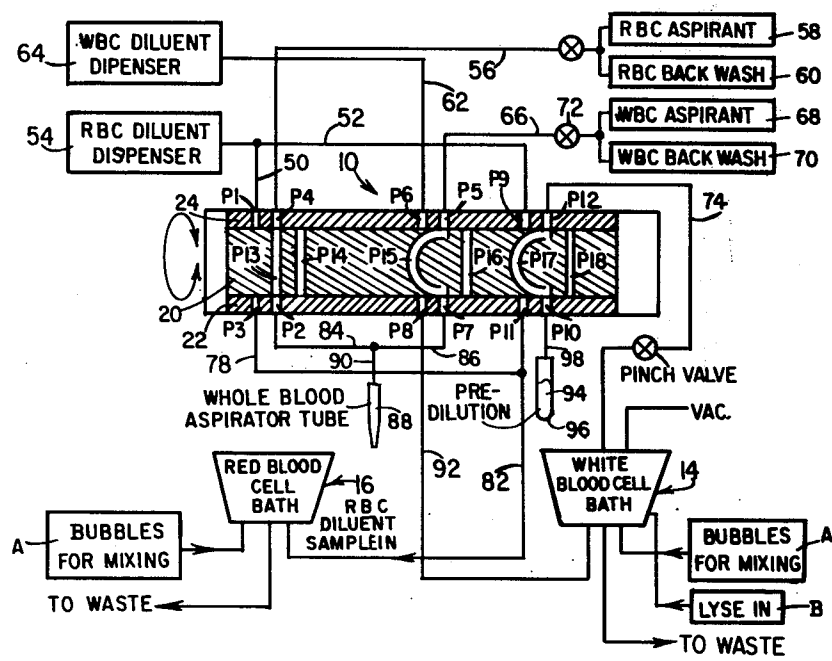 64
WBC DILUENT
DIPENSER
54
RBC DILUENT
DISPENSER
52
50
10
56
62
66
72
RBC ASPIRANT
58
RBC BACK WASH
60
WBC ASPIRANT
68
WBC BACK WASH
70
74
P1
P4
P6
P5
P9
P12
24
P13
P14
P15
P16
P17
P18
20
22
P3
P2
P8
P7
P11
P10
78
84
90
86
98
WHOLE BLOOD
ASPIRATOR TUBE
88
PRE-
DILUTION
94
96
PINCH VALVE
VAC.
92
82
RED BLOOD
CELL
BATH
16
RBC
DILUENT
SAMPLEIN
WHITE
BLOOD CELL
BATH
14
A
BUBBLES
FOR MIXING
TO WASTE
BUBBLES
FOR MIXING
A
LYSE IN
B
TO WASTE